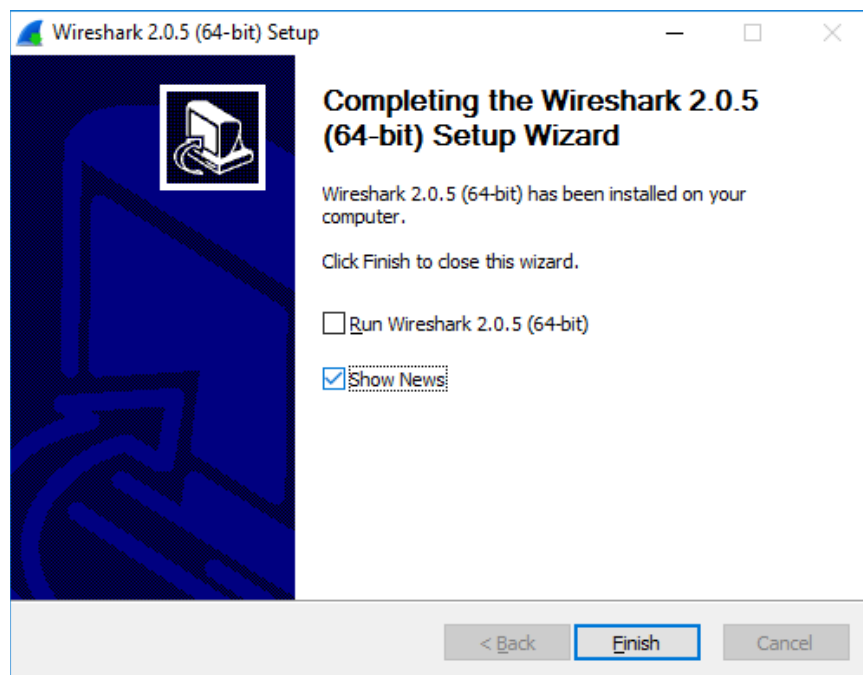 Wireshark 2.0.5 (64-bit) Setup
Completing the Wireshark 2.0.5
(64-bit) Setup Wizard
Wireshark 2.0.5 (64-bit) has been installed on your
computer.
Click Finish to close this wizard.
Run Wireshark 2.0.5 (64-bit)
Show News
< Back
Finish
Cancel